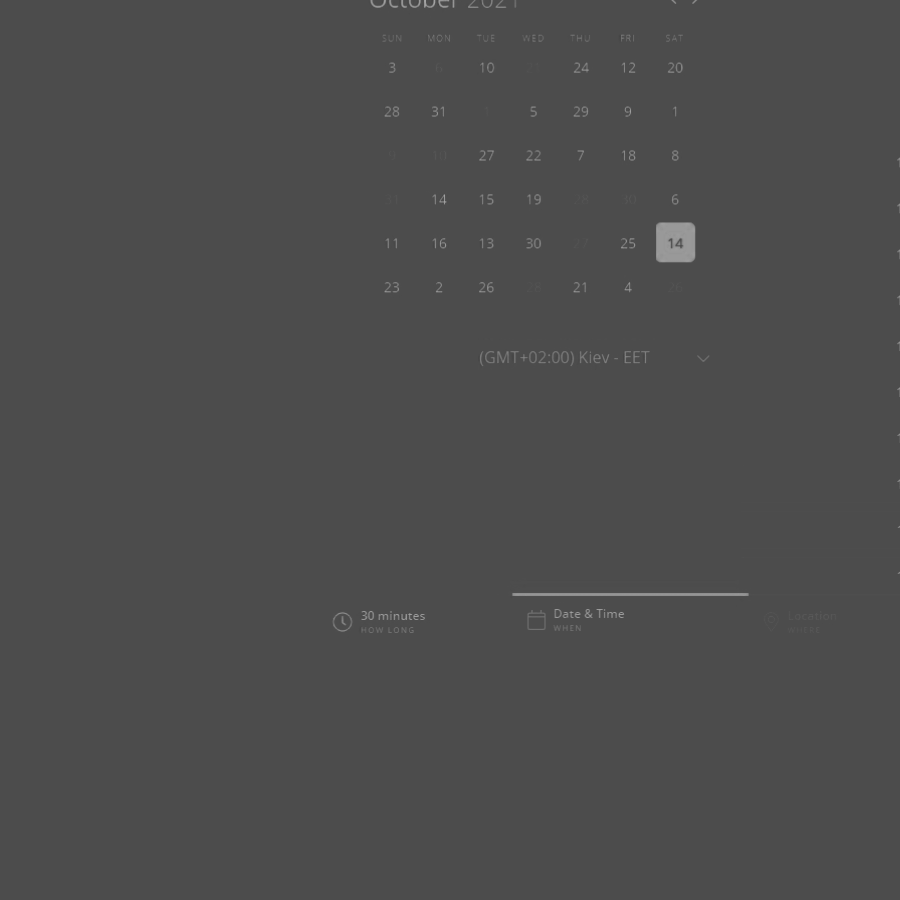 October 2021
SUN MON TUE WED THU FRI SAT
3 10 24 12 20
28 31 5 29 9 1
27 22 7 18 8
14 15 19 6
11 16 13 30 25 14
23 2 26 21 4
(GMT+02:00) Kiev - EET
30 minutes
HOW LONG
Date & Time
WHEN
Location
WHERE